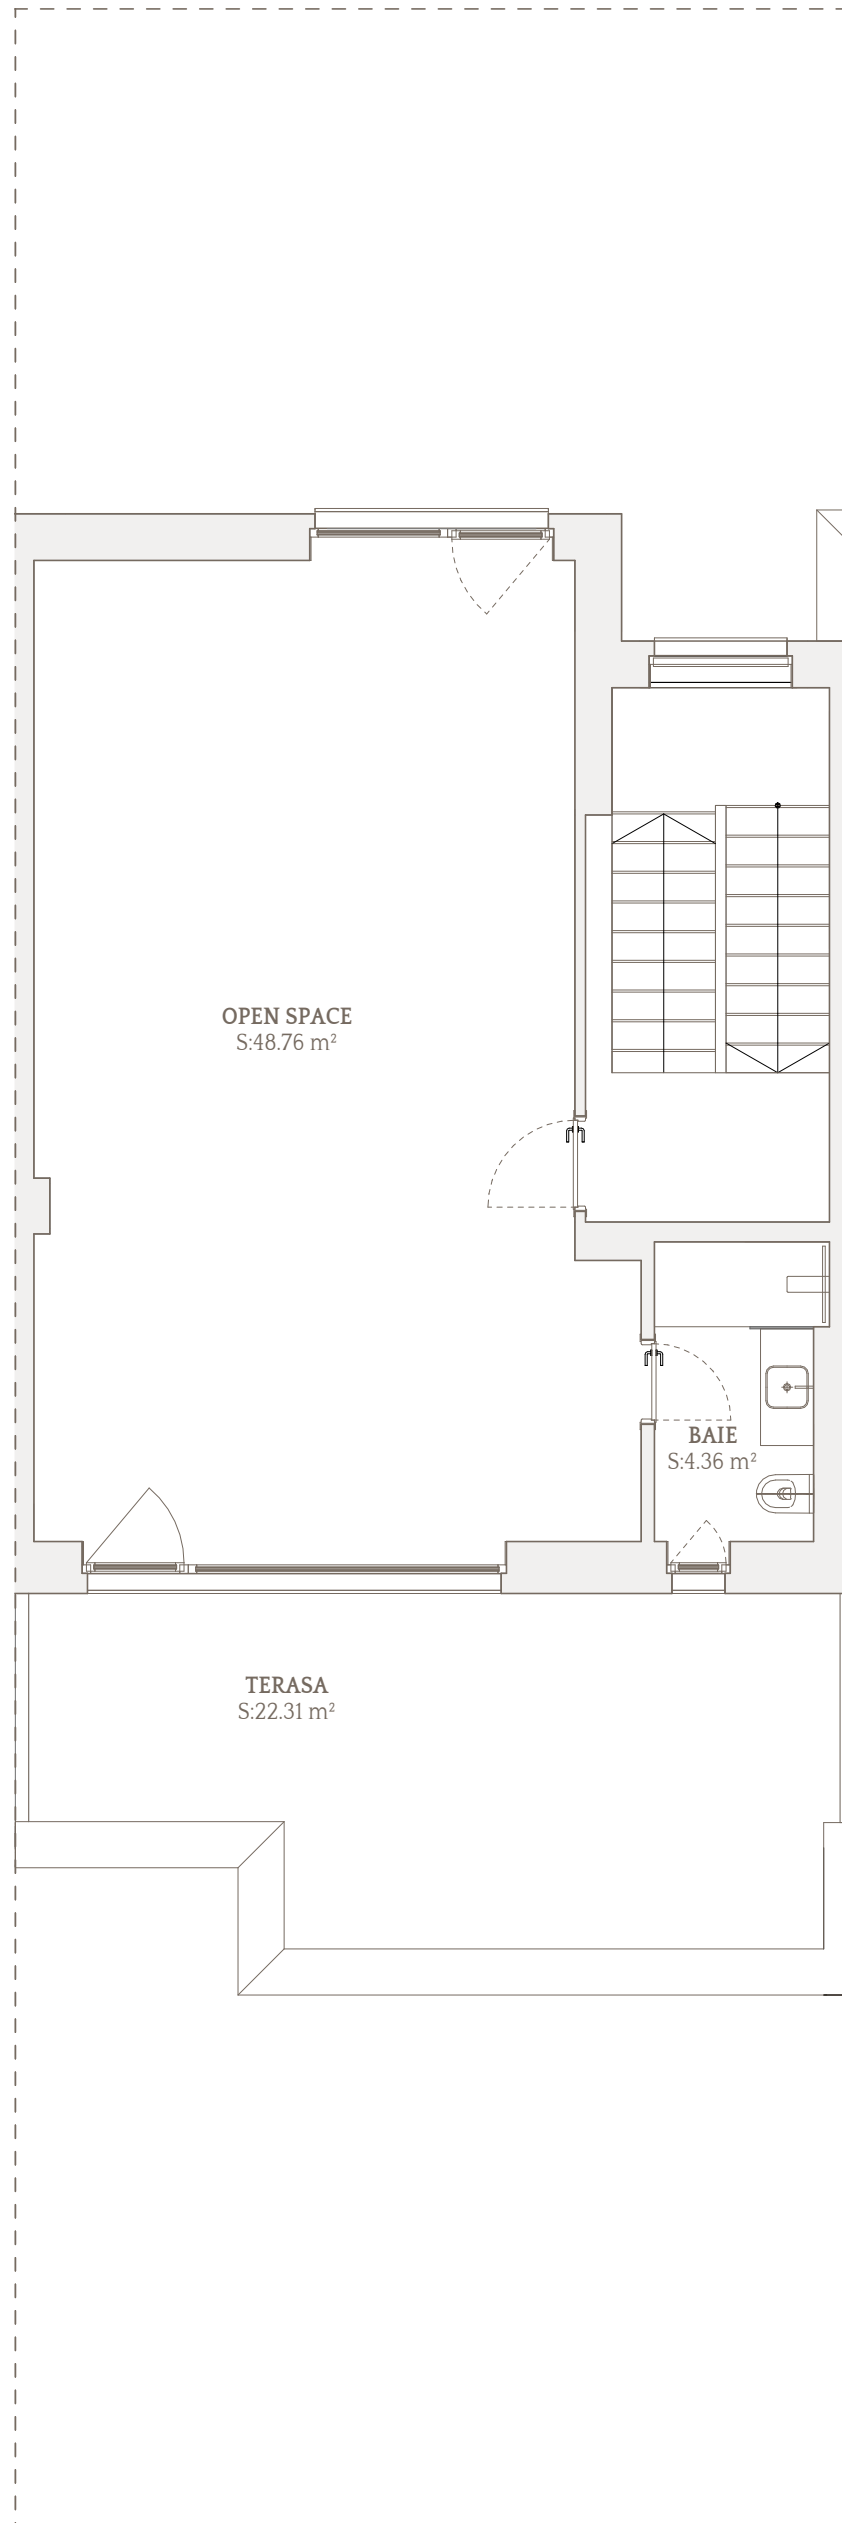 OPEN SPACE
S:48.76 m²
BAIE
S:4.36 m²
TERASA
S:22.31 m²